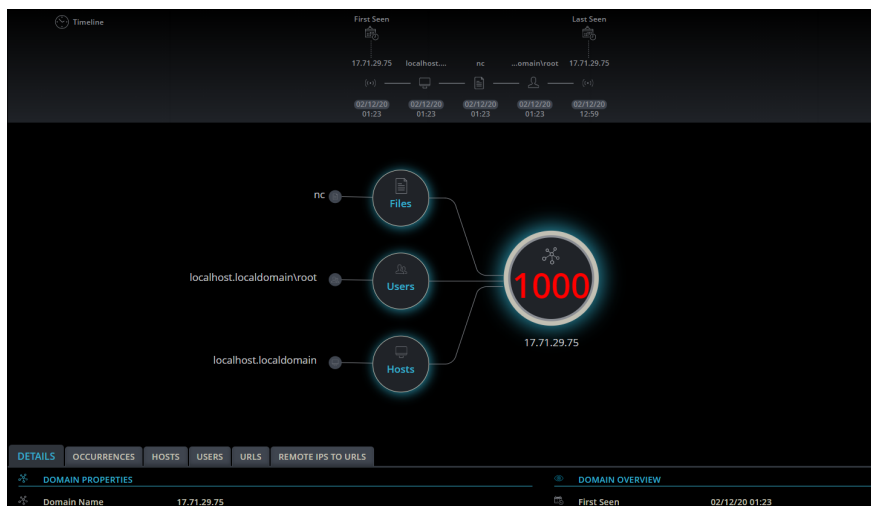 Timeline
First Seen
Last Seen
17.71.29.75 localhost.... nc ...omain\root 17.71.29.75
02/12/20 02/12/20 02/12/20 02/12/20 02/12/20
01:23 01:23 01:23 01:23 12:59
nc
Files
localhost.localdomain\root
Users
1000
17.71.29.75
localhost.localdomain
Hosts
DETAILS OCCURRENCES HOSTS USERS URLS REMOTE IPS TO URLS
DOMAIN PROPERTIES
DOMAIN OVERVIEW
Domain Name 17.71.29.75
First Seen 02/12/20 01:23